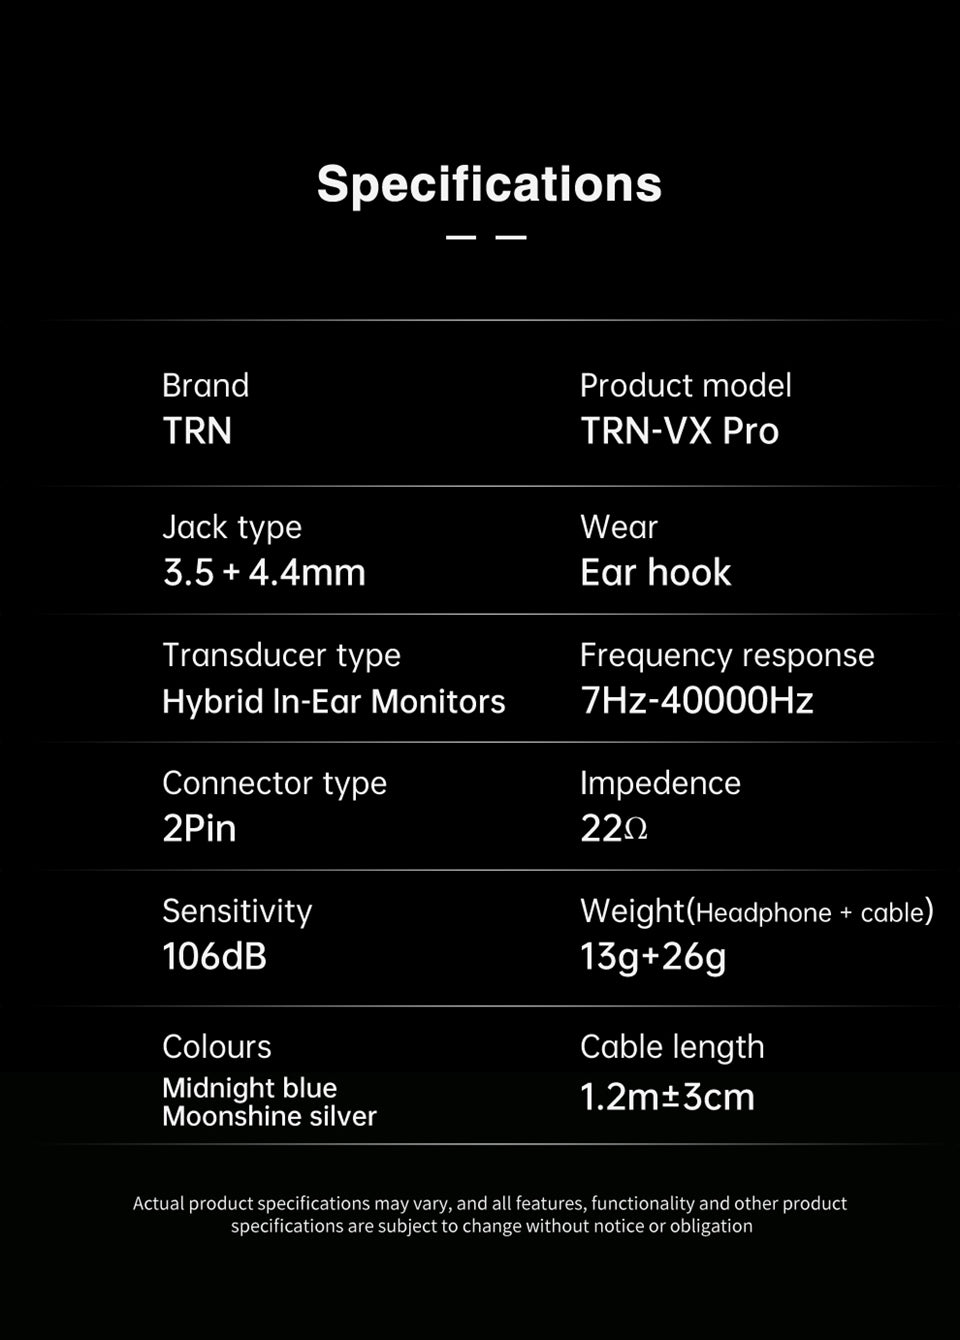 Specifications
Brand
TRN
Product model
TRN-VX Pro
Jack type
3.5 + 4.4mm
Wear
Ear hook
Transducer type
Hybrid In-Ear Monitors
Frequency response
7Hz-40000Hz
Connector type
2Pin
Impedence
22Ω
Sensitivity
106dB
Weight(Headphone + cable)
13g+26g
Colours
Midnight blue
Moonshine silver
Cable length
1.2m±3cm
Actual product specifications may vary, and all features, functionality and other product
specifications are subject to change without notice or obligation